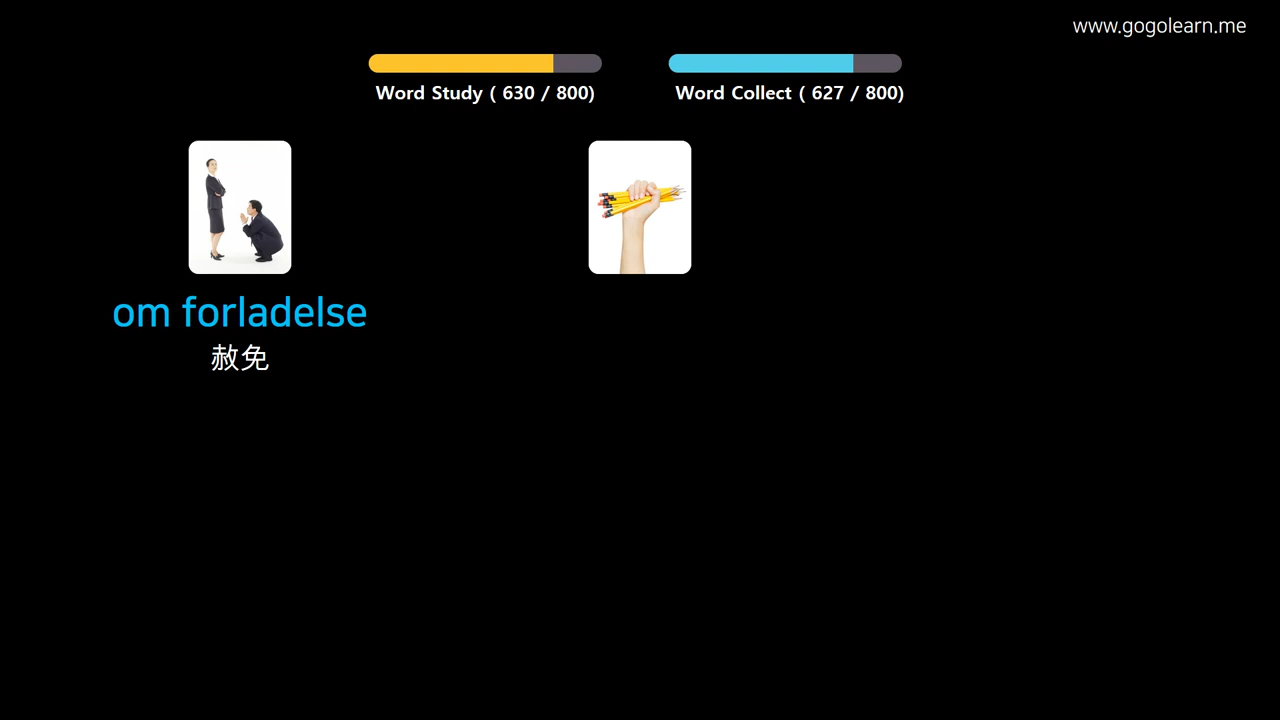 www.gogolearn.me
Word Study ( 630 / 800)
Word Collect ( 627 / 800)
om forladelse
赦免